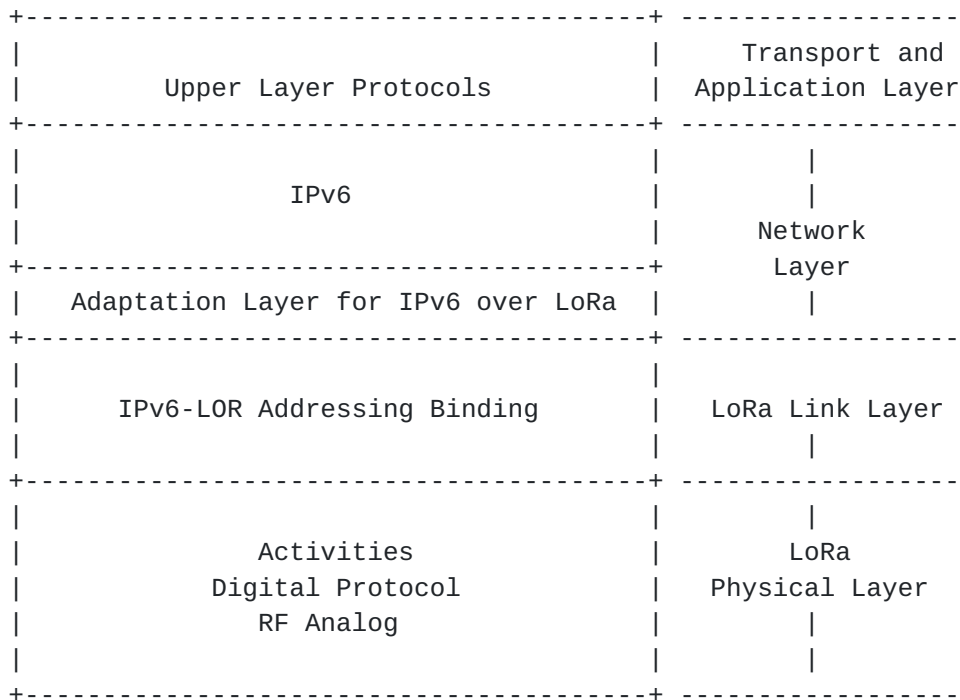 Transport and
Upper Layer Protocols Application Layer
IPv6
Network
Layer
Adaptation Layer for IPv6 over LoRa
IPv6-LOR Addressing Binding LoRa Link Layer
Activities LoRa
Digital Protocol Physical Layer
RF Analog